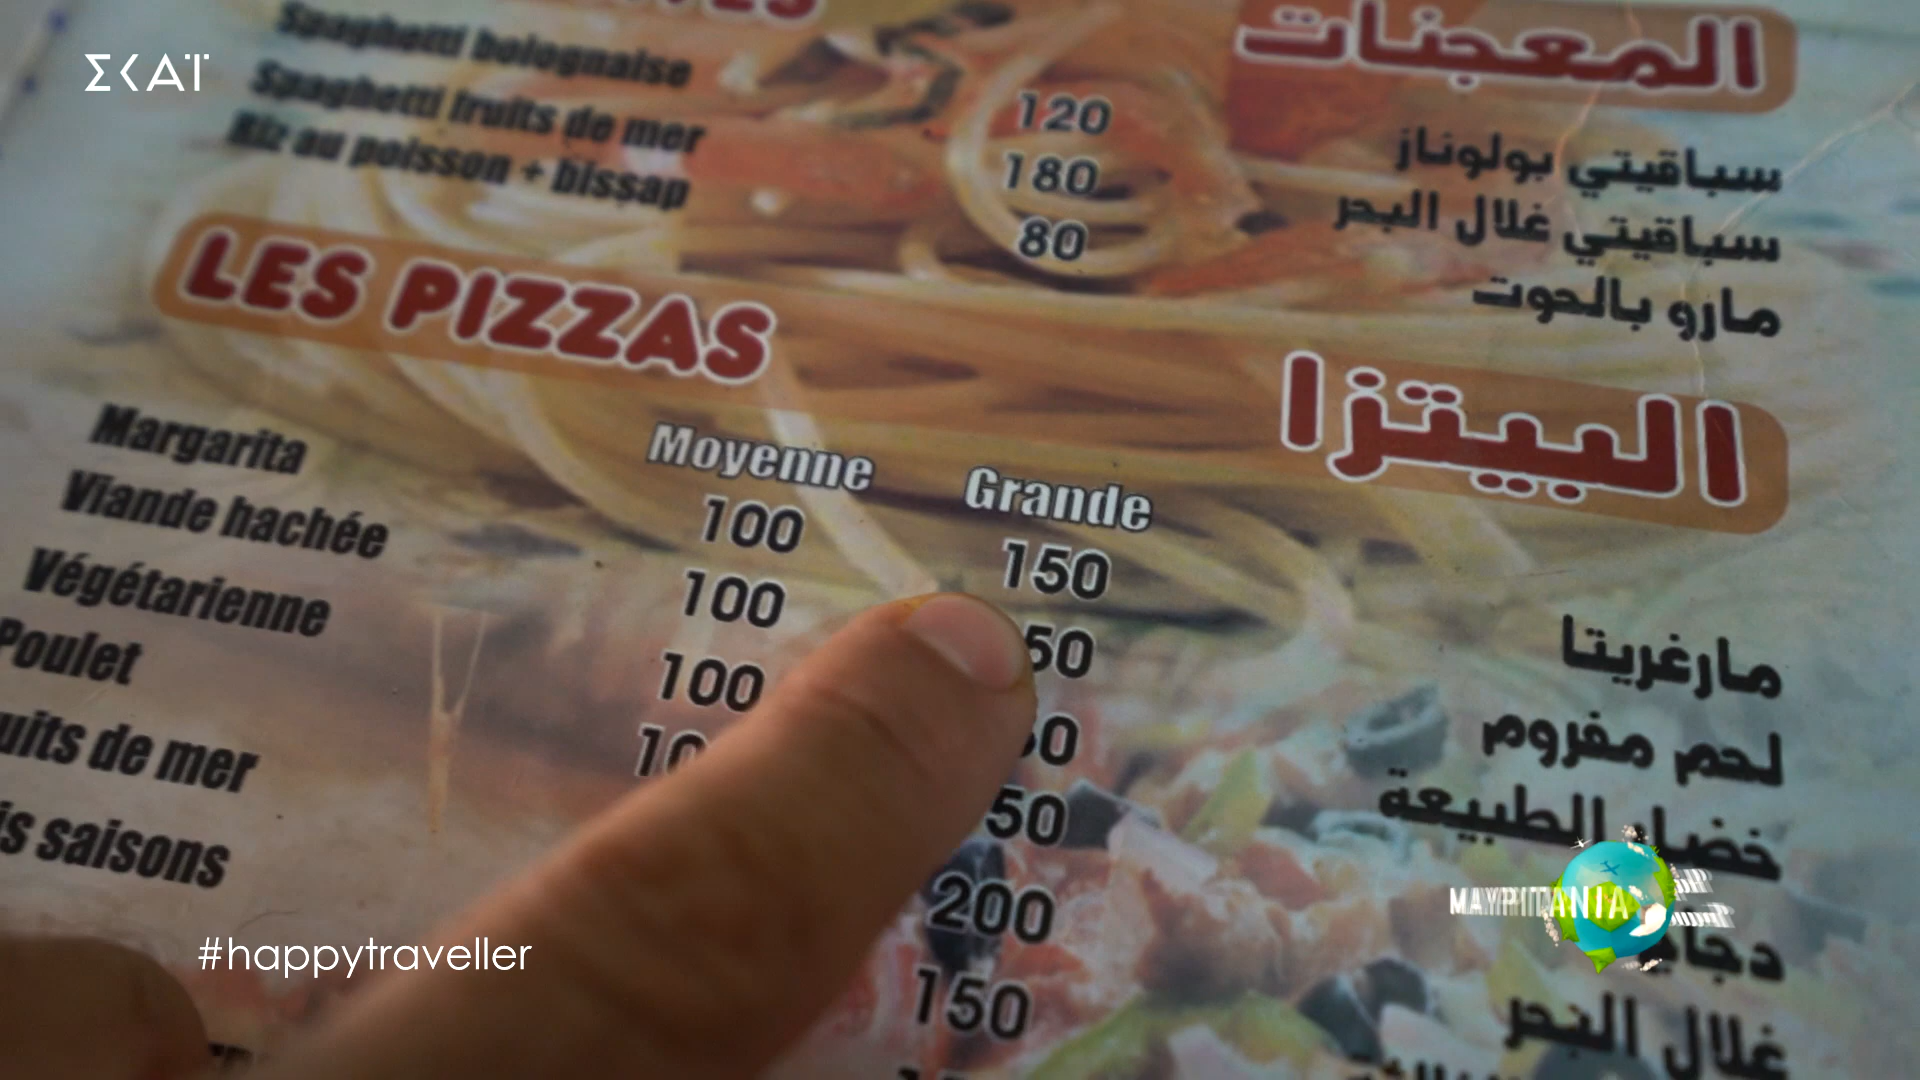 ΣΚΑΪ
المعجنات
Spaghetti bolognaise 120 سباقيتي بولوناز
Spaghetti fruits de mer 180 سباقيتي غلال البحر
Riz au poisson + bissap 80 مارو بالحوت
LES PIZZAS البيتزا
Moyenne Grande
Margarita 100 150 مارغريتا
Viande hachée 100 لحم مفروم
Végétarienne 100 خضار الطبيعة
Poulet
de mer 200 غلال البحر
saisons 150
ΜΑΥΡΙΤΑΝΙΑ
#happytraveller